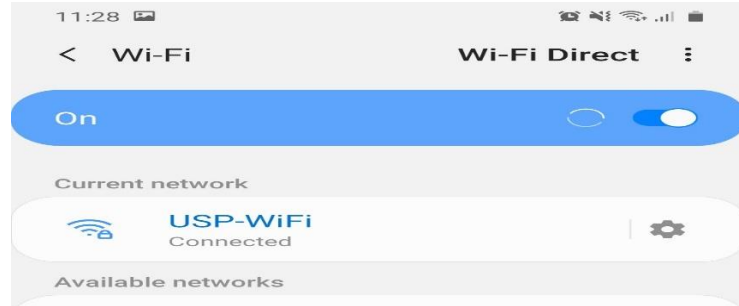 11:28
Wi-Fi Wi-Fi Direct
On
Current network
USP-WiFi
Connected
Available networks